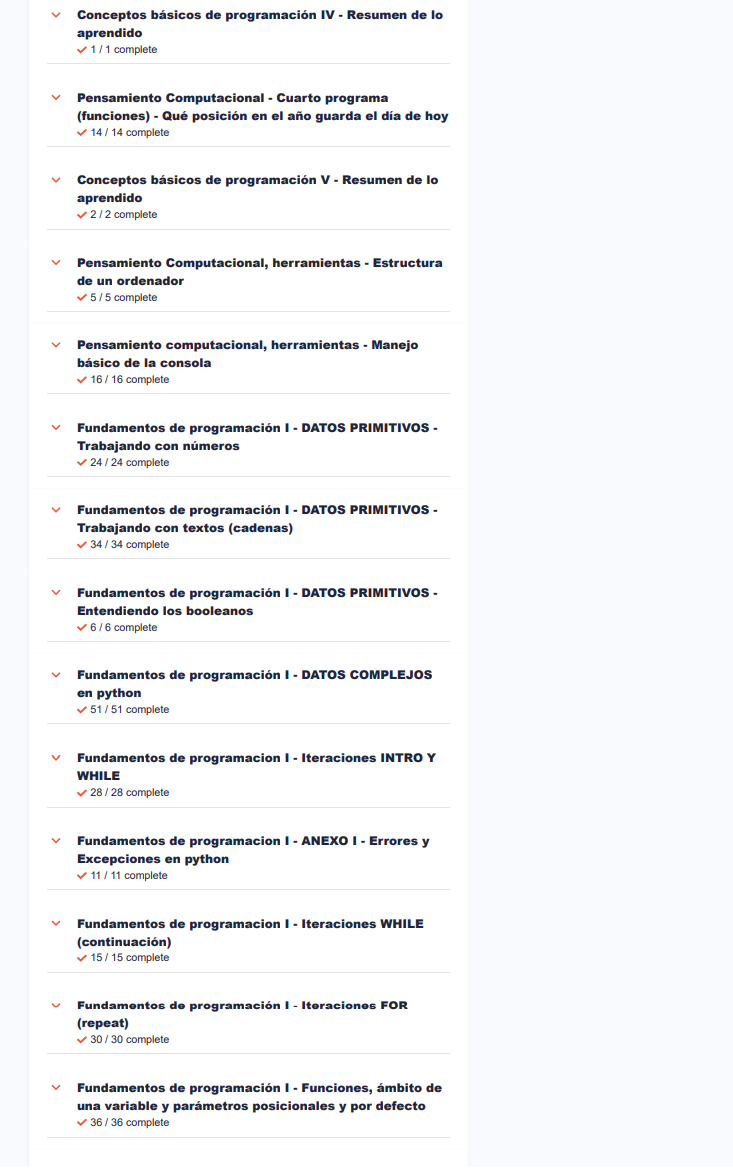 Conceptos básicos de programación IV - Resumen de lo
aprendido
1 / 1 complete
Pensamiento Computacional - Cuarto programa
(funciones) - Qué posición en el año guarda el día de hoy
14 / 14 complete
Conceptos básicos de programación V - Resumen de lo
aprendido
2 / 2 complete
Pensamiento Computacional, herramientas - Estructura
de un ordenador
5 / 5 complete
Pensamiento computacional, herramientas - Manejo
básico de la consola
16 / 16 complete
Fundamentos de programación I - DATOS PRIMITIVOS -
Trabajando con números
24 / 24 complete
Fundamentos de programación I - DATOS PRIMITIVOS -
Trabajando con textos (cadenas)
34 / 34 complete
Fundamentos de programación I - DATOS PRIMITIVOS -
Entendiendo los booleanos
6 / 6 complete
Fundamentos de programación I - DATOS COMPLEJOS
en python
51 / 51 complete
Fundamentos de programacion I - Iteraciones INTRO Y
WHILE
28 / 28 complete
Fundamentos de programacion I - ANEXO I - Errores y
Excepciones en python
11 / 11 complete
Fundamentos de programacion I - Iteraciones WHILE
(continuación)
15 / 15 complete
Fundamentos de programación I - Iteraciones FOR
(repeat)
30 / 30 complete
Fundamentos de programación I - Funciones, ámbito de
una variable y parámetros posicionales y por defecto
36 / 36 complete